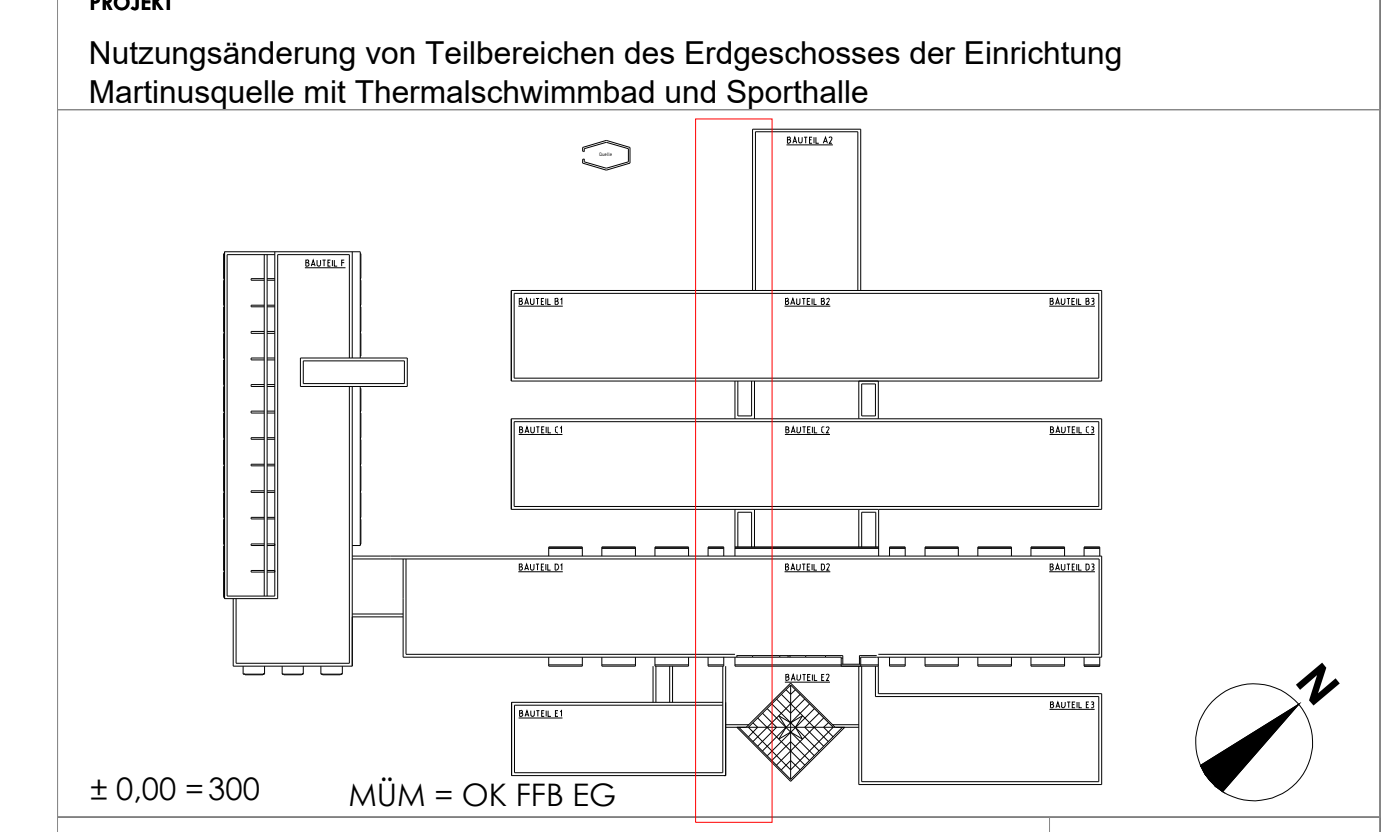 PROJEKT
Nutzungsänderung von Teilbereichen des Erdgeschosses der Einrichtung
Martinusquelle mit Thermalschwimmbad und Sporthalle
BAUTEIL A2
Quelle
BAUTEIL F
BAUTEIL B1
BAUTEIL B2
BAUTEIL B3
BAUTEIL C1
BAUTEIL C2
BAUTEIL C3
BAUTEIL D1
BAUTEIL D2
BAUTEIL D3
BAUTEIL E2
BAUTEIL E1
BAUTEIL E3
N
± 0,00 = 300 MÜM = OK FFB EG